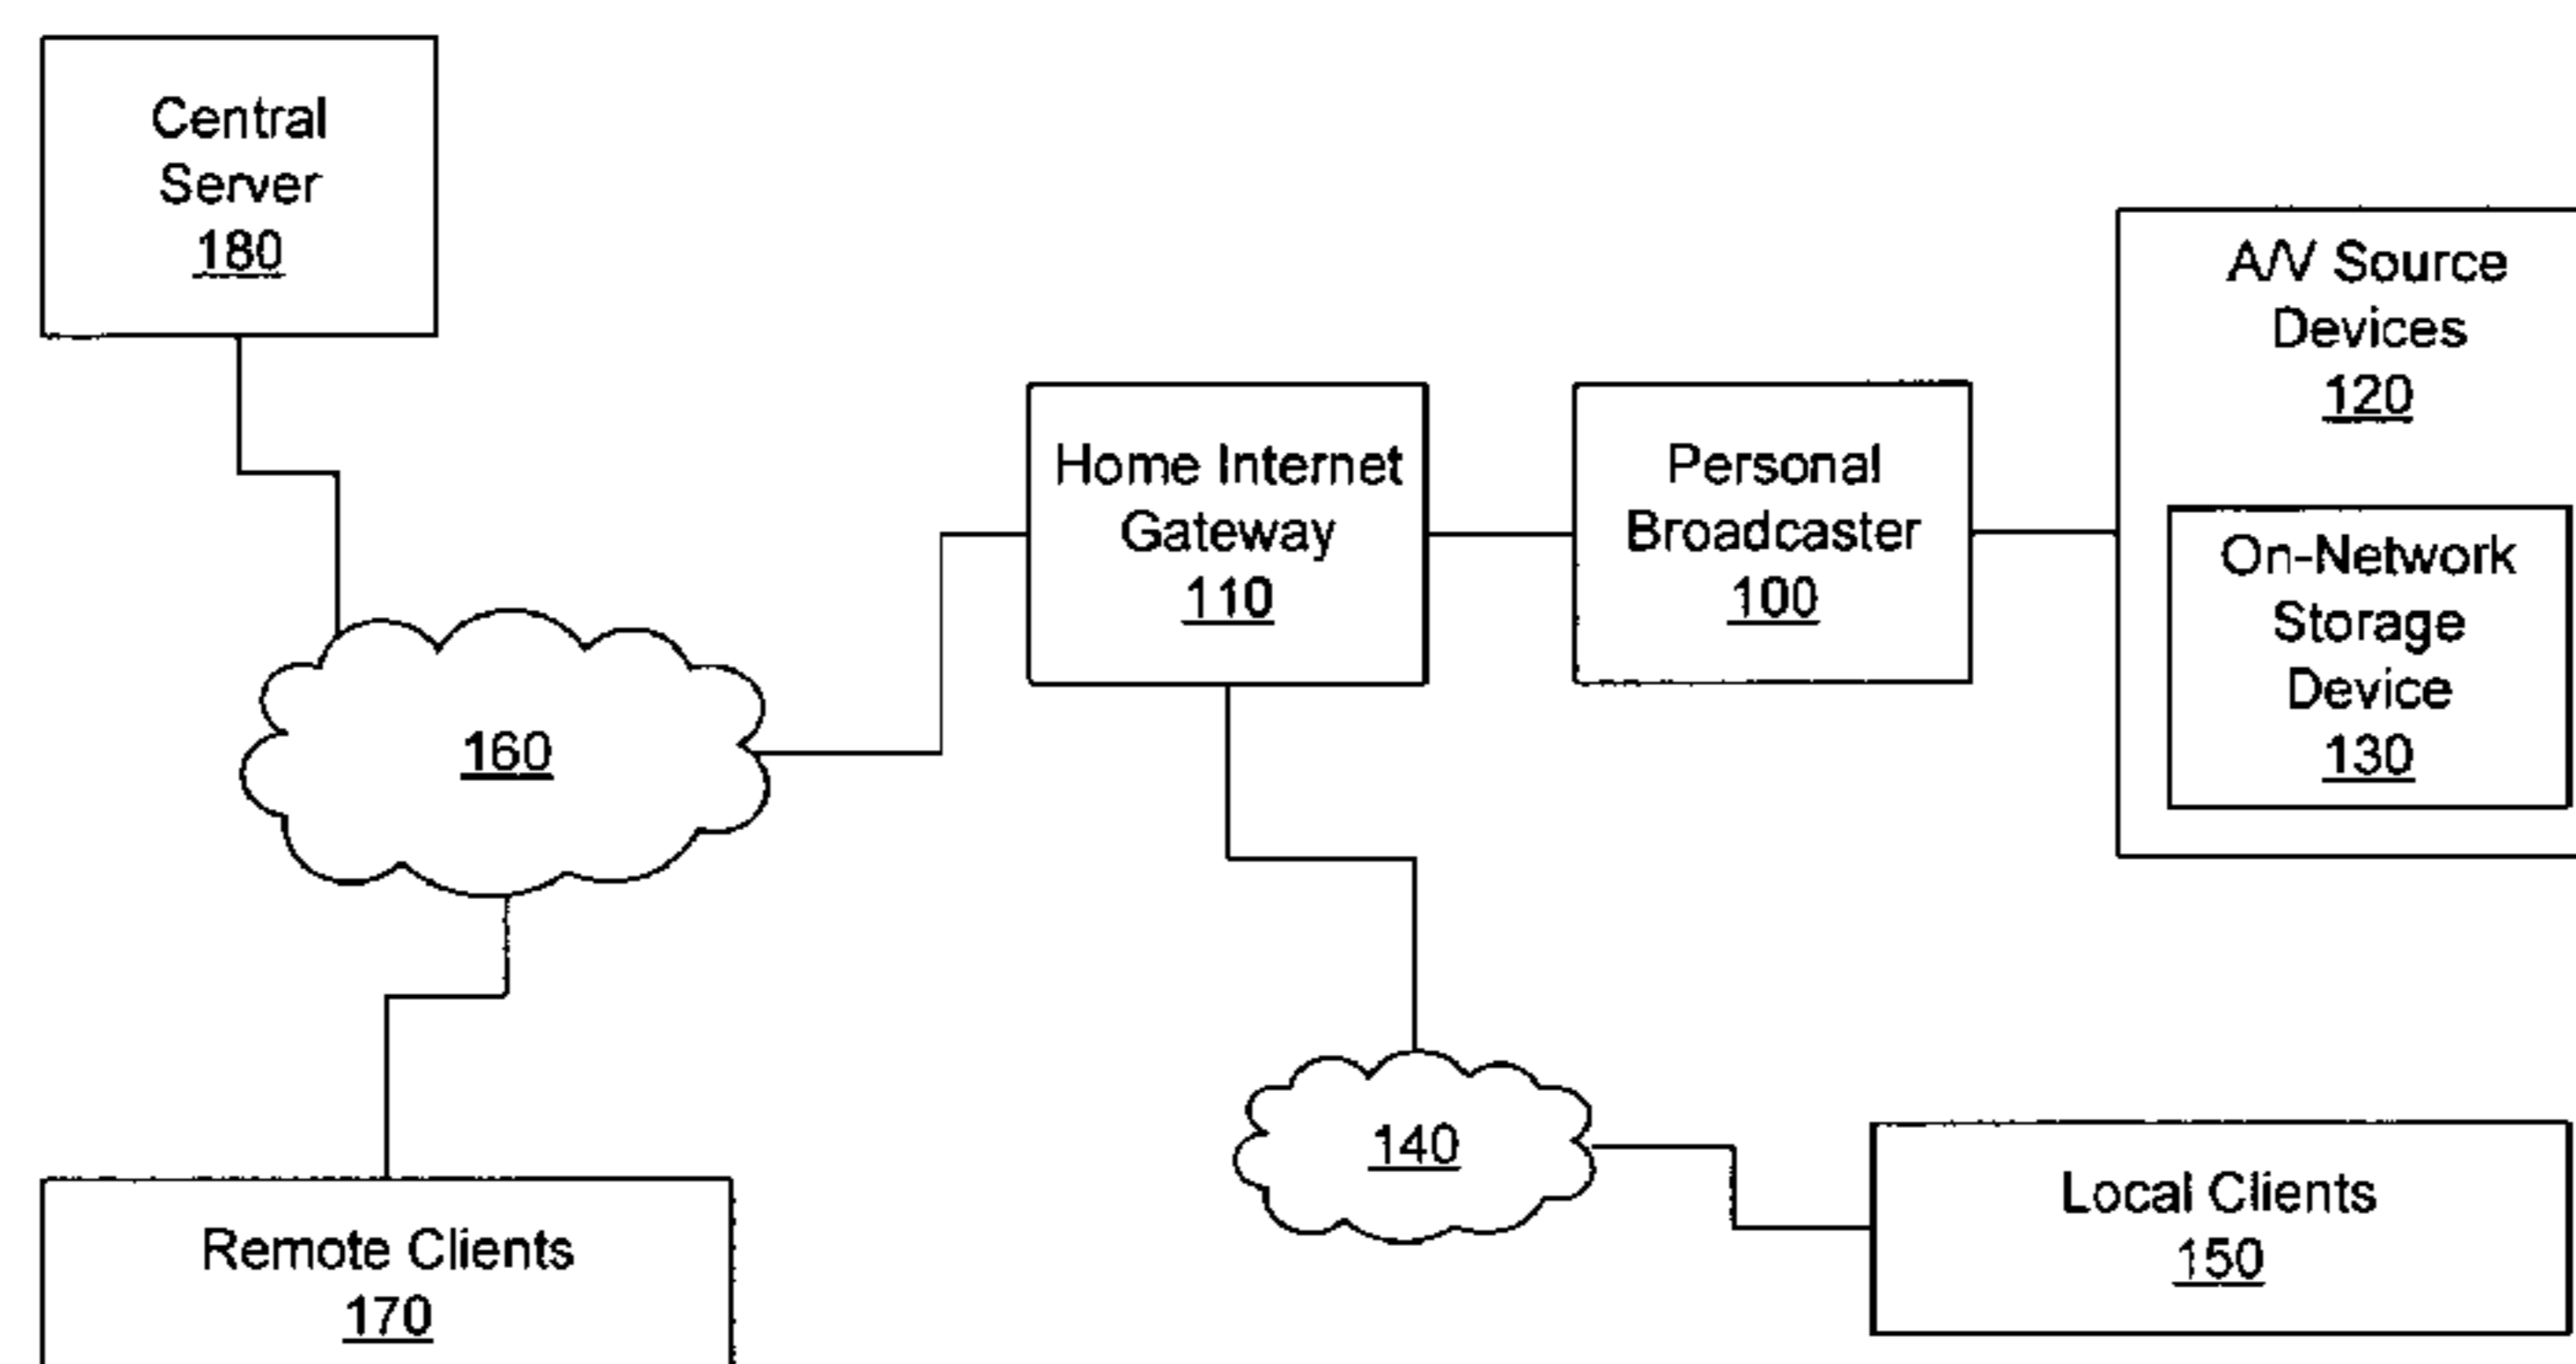 Central
Server
180
A/V Source
Devices
120
Home Internet
Gateway
110
Personal
Broadcaster
100
On-Network
Storage
Device
130
160
140
Local Clients
150
Remote Clients
170